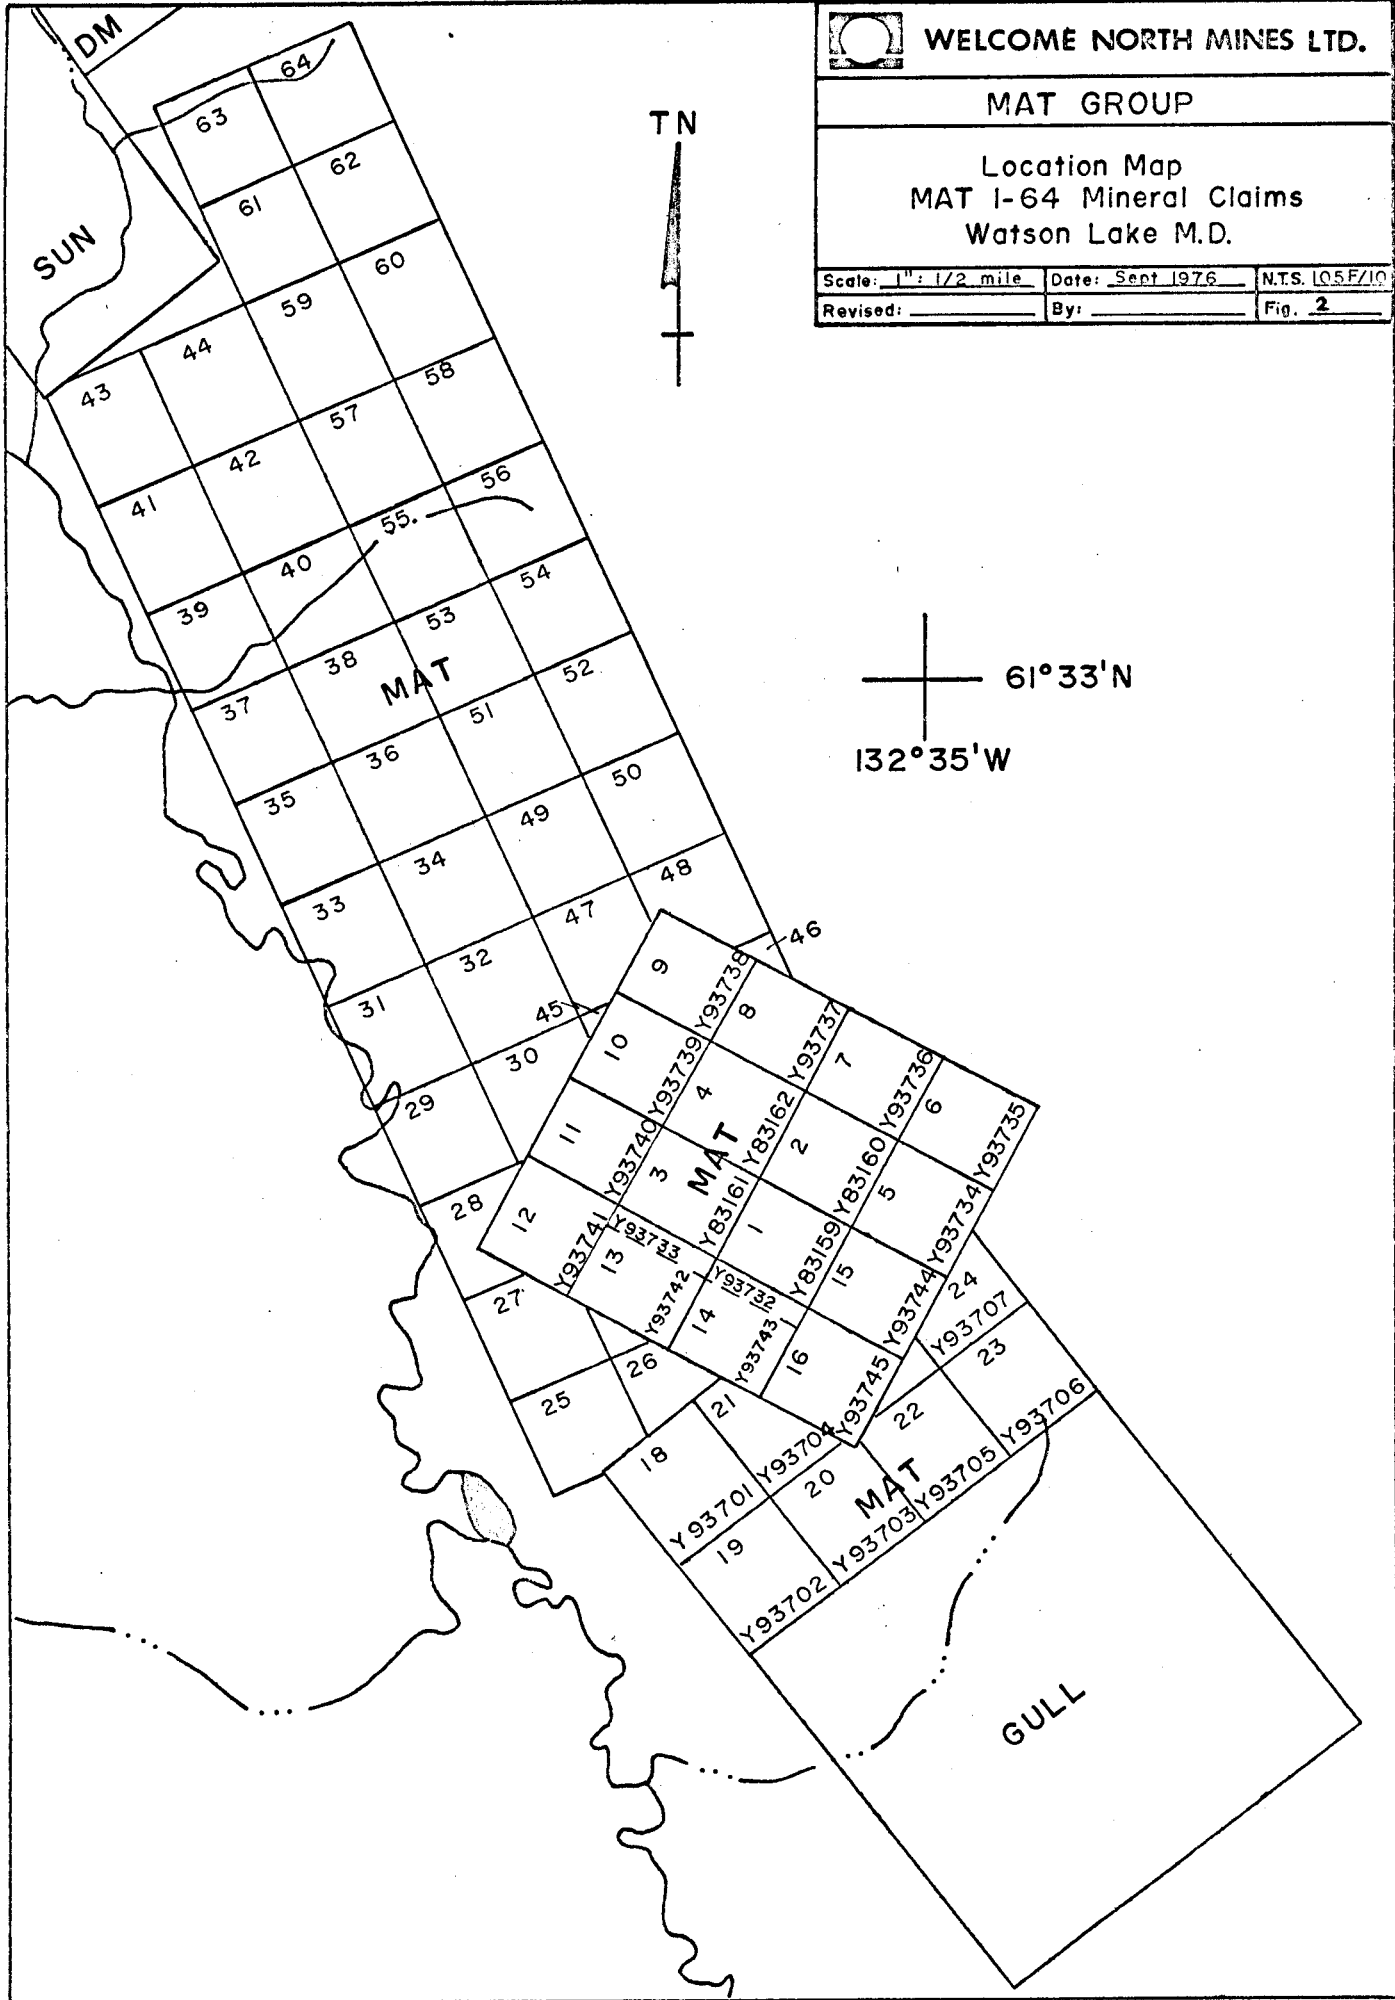 WELCOME NORTH MINES LTD.
MAT GROUP
Location Map
MAT 1-64 Mineral Claims
Watson Lake M.D.
Scale: 1": 1/2 mile
Date: Sept 1976
N.T.S. 105F/10
Revised:
By:
Fig. 2
DM
TN
SUN
64
63
62
61
60
59
44
43
58
57
42
41
56
55.
40
39
54
53
38
37
MAT
52
51
36
35
50
49
34
33
48
47
32
31
46
45
30
29
28
27
26
25
61°33'N
132°35'W
9
Y93738
8
Y93737
7
Y93736
6
Y93735
10
Y93739
4
Y83162
2
Y83160
5
Y93734
11
Y93740
3
Y83161
1
Y83159
15
Y93744
MAT
12
Y93741
Y93733
13
Y93742
Y93732
14
Y93743
16
Y93745
24
Y93707
23
Y93706
21
Y93704
22
Y93705
18
Y93701
20
Y93703
MAT
19
Y93702
GULL